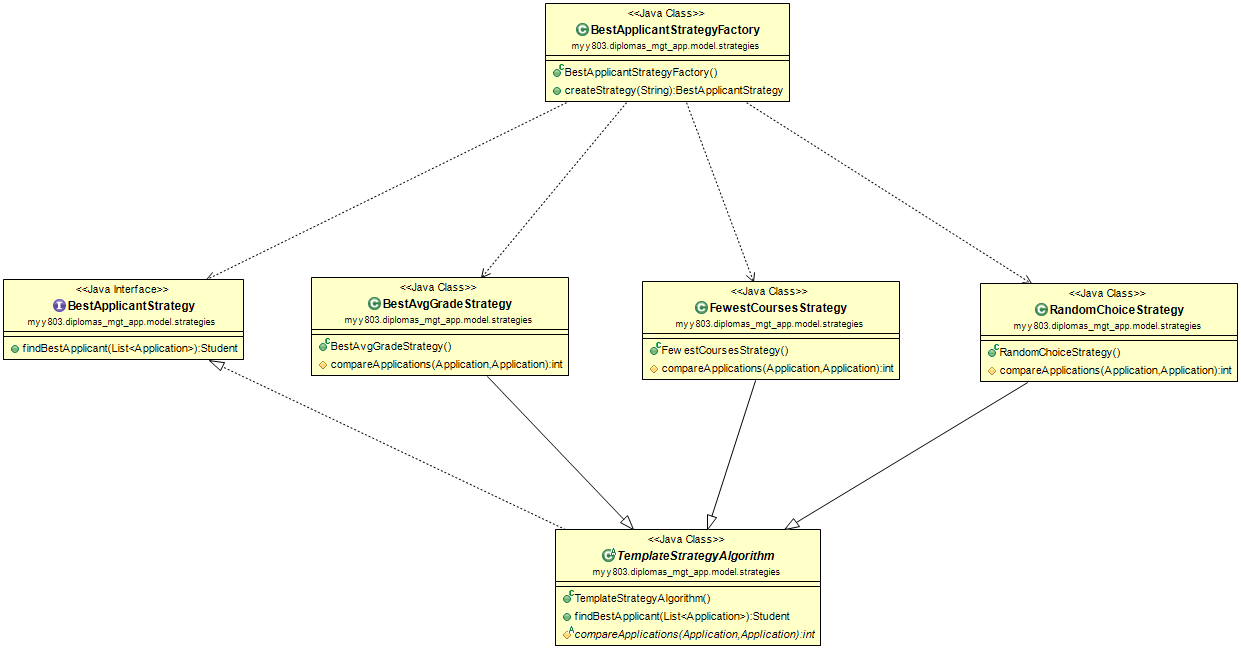 <<Java Class>>
BestApplicantStrategyFactory
myy803.diplomas_mgt_app.model.strategies
BestApplicantStrategyFactory()
createStrategy(String):BestApplicantStrategy
<<Java Interface>>
BestApplicantStrategy
myy803.diplomas_mgt_app.model.strategies
findBestApplicant(List<Application>):Student
<<Java Class>>
BestAvgGradeStrategy
myy803.diplomas_mgt_app.model.strategies
BestAvgGradeStrategy()
compareApplications(Application,Application):int
<<Java Class>>
FewestCoursesStrategy
myy803.diplomas_mgt_app.model.strategies
FewestCoursesStrategy()
compareApplications(Application,Application):int
<<Java Class>>
RandomChoiceStrategy
myy803.diplomas_mgt_app.model.strategies
RandomChoiceStrategy()
compareApplications(Application,Application):int
<<Java Class>>
TemplateStrategyAlgorithm
myy803.diplomas_mgt_app.model.strategies
TemplateStrategyAlgorithm()
findBestApplicant(List<Application>):Student
compareApplications(Application,Application):int